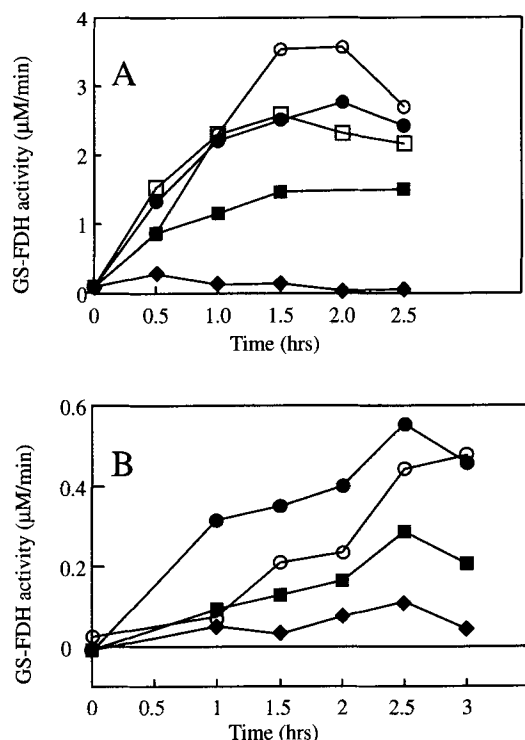 A
GS-FDH activity (μM/min)
4
3
2
1
0
0 0.5 1.0 1.5 2.0 2.5
Time (hrs)
B
GS-FDH activity (μM/min)
0.6
0.4
0.2
0
0 0.5 1 1.5 2 2.5 3
Time (hrs)